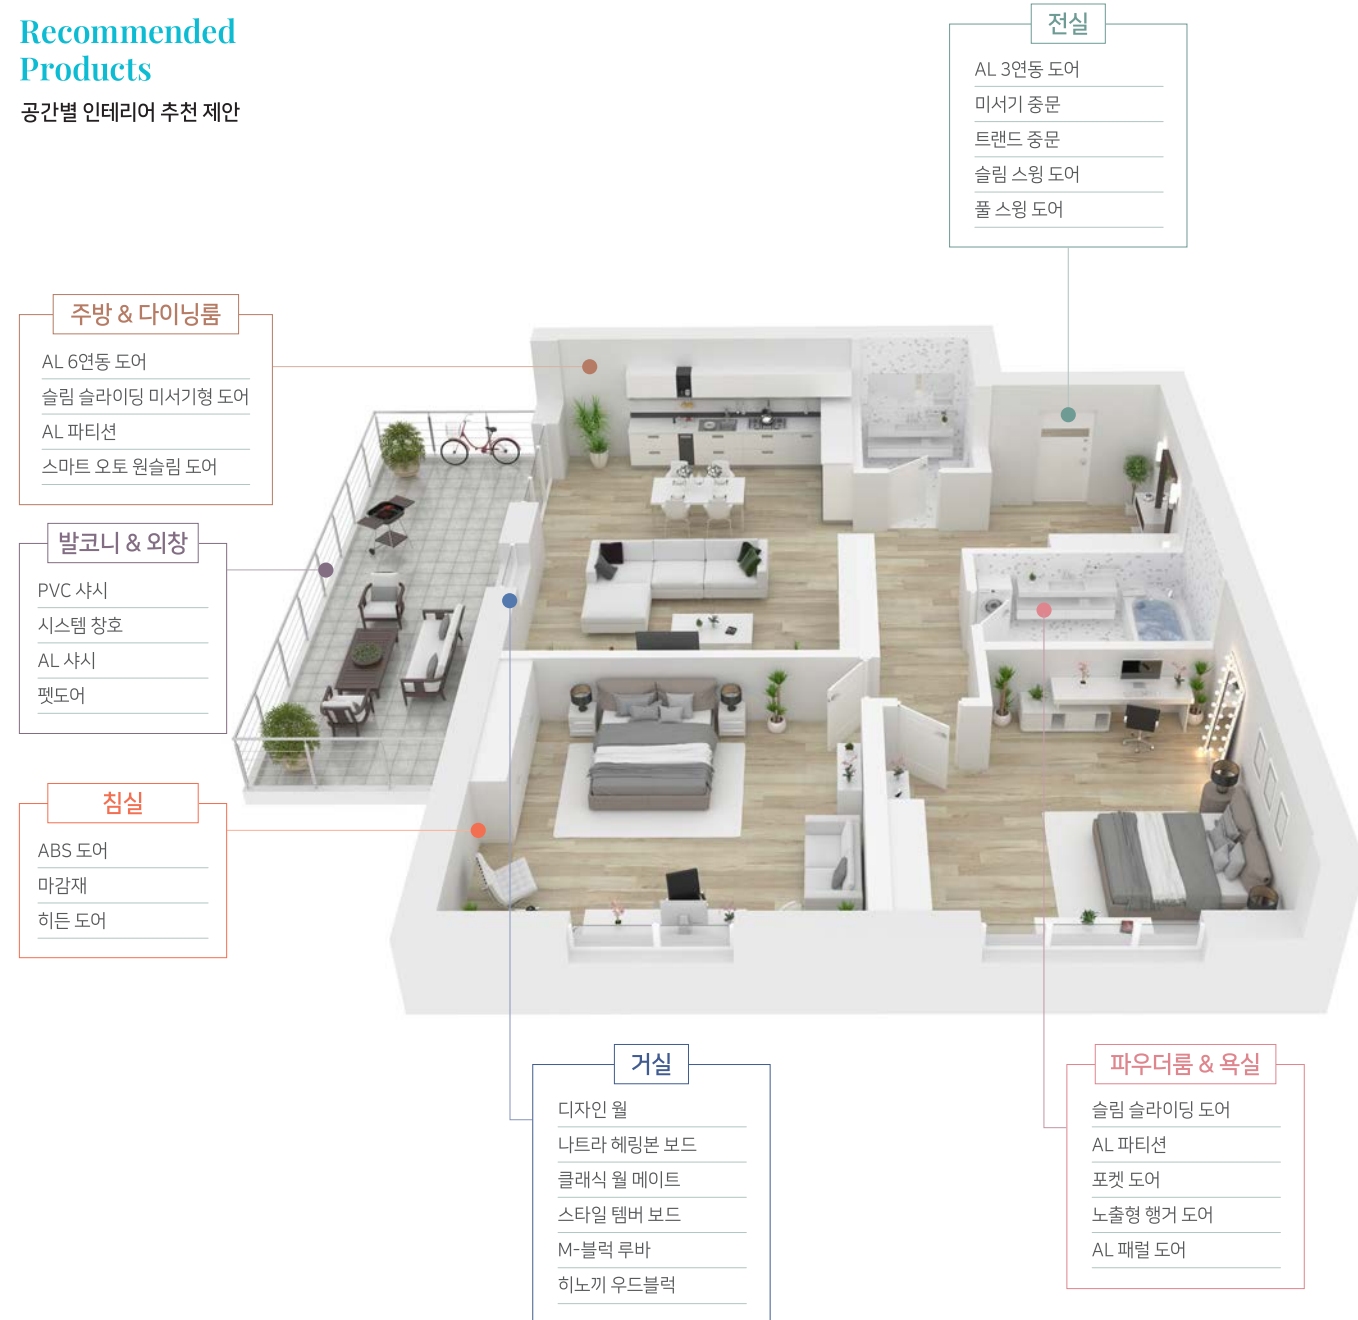 Recommended
Products
공간별 인테리어 추천 제안
전실
AL 3연동 도어
미서기 중문
트랜드 중문
슬림 스윙 도어
풀 스윙 도어
주방 & 다이닝룸
AL 6연동 도어
슬림 슬라이딩 미서기형 도어
AL 파티션
스마트 오토 원슬림 도어
발코니 & 외창
PVC 샤시
시스템 창호
AL 샤시
펫도어
침실
ABS 도어
마감재
히든 도어
거실
디자인 월
나트라 헤링본 보드
클래식 월 메이트
스타일 템버 보드
M-블럭 루바
히노끼 우드블럭
파우더룸 & 욕실
슬림 슬라이딩 도어
AL 파티션
포켓 도어
노출형 행거 도어
AL 패럴 도어